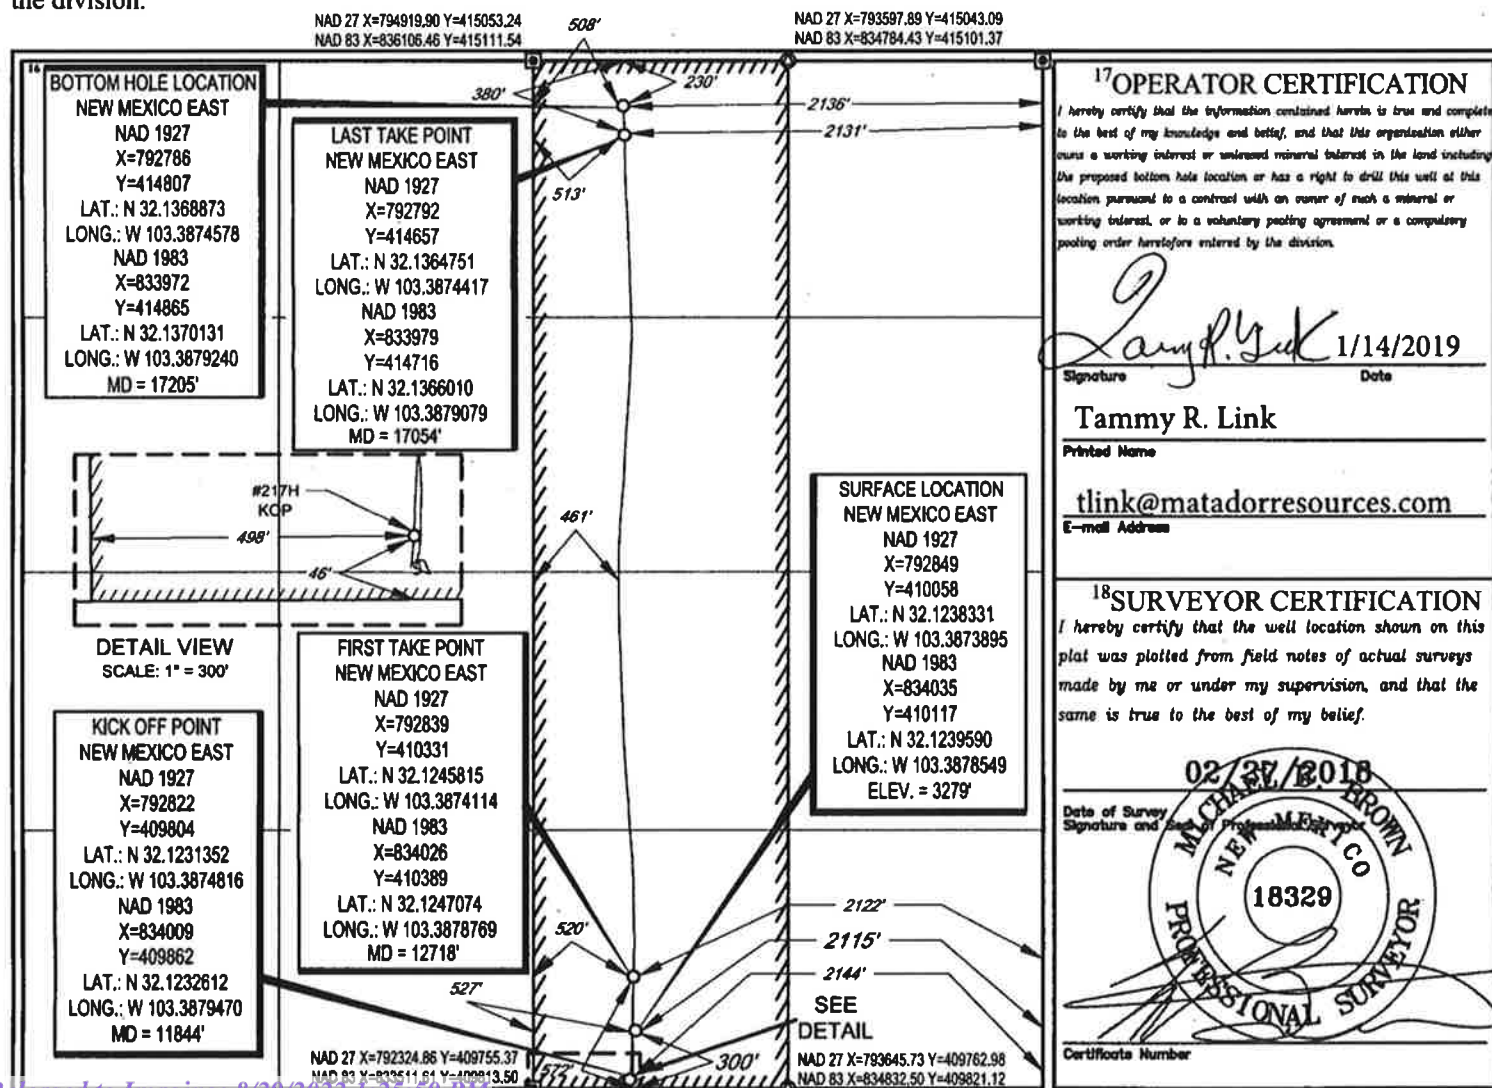 the division.
NAD 27 X=794919.90 Y=415053.24
NAD 83 X=836106.46 Y=415111.54
NAD 27 X=793597.89 Y=415043.09
NAD 83 X=834784.43 Y=415101.37
508'
380'
230'
2136'
2131'
513'
16
BOTTOM HOLE LOCATION
NEW MEXICO EAST
NAD 1927
X=792786
Y=414807
LAT.: N 32.1368873
LONG.: W 103.3874578
NAD 1983
X=833972
Y=414865
LAT.: N 32.1370131
LONG.: W 103.3879240
MD = 17205'
LAST TAKE POINT
NEW MEXICO EAST
NAD 1927
X=792792
Y=414657
LAT.: N 32.1364751
LONG.: W 103.3874417
NAD 1983
X=833979
Y=414716
LAT.: N 32.1366010
LONG.: W 103.3879079
MD = 17054'
#217H
KOP
498'
46'
461'
DETAIL VIEW
SCALE: 1" = 300'
KICK OFF POINT
NEW MEXICO EAST
NAD 1927
X=792822
Y=409804
LAT.: N 32.1231352
LONG.: W 103.3874816
NAD 1983
X=834009
Y=409862
LAT.: N 32.1232612
LONG.: W 103.3879470
MD = 11844'
FIRST TAKE POINT
NEW MEXICO EAST
NAD 1927
X=792839
Y=410331
LAT.: N 32.1245815
LONG.: W 103.3874114
NAD 1983
X=834026
Y=410389
LAT.: N 32.1247074
LONG.: W 103.3878769
MD = 12718'
SURFACE LOCATION
NEW MEXICO EAST
NAD 1927
X=792849
Y=410058
LAT.: N 32.1238331
LONG.: W 103.3873895
NAD 1983
X=834035
Y=410117
LAT.: N 32.1239590
LONG.: W 103.3878549
ELEV. = 3279'
520'
527'
572'
300'
2122'
2115'
2144'
SEE
DETAIL
NAD 27 X=792324.86 Y=409755.37
NAD 83 X=833511.61 Y=409813.50
NAD 27 X=793645.73 Y=409762.98
NAD 83 X=834832.50 Y=409821.12
17 OPERATOR CERTIFICATION
I hereby certify that the information contained herein is true and complete
to the best of my knowledge and belief, and that this organization either
owns a working interest or unleased mineral interest in the land including
the proposed bottom hole location or has a right to drill this well at this
location pursuant to a contract with an owner of such a mineral or
working interest, or to a voluntary pooling agreement or a compulsory
pooling order heretofore entered by the division.
1/14/2019
Signature Date
Tammy R. Link
Printed Name
tlink@matadorresources.com
E-mail Address
18 SURVEYOR CERTIFICATION
I hereby certify that the well location shown on this
plat was plotted from field notes of actual surveys
made by me or under my supervision, and that the
same is true to the best of my belief.
02/27/2018
Date of Survey
Signature and Seal of Professional Surveyor
MICHAEL B. BROWN
NEW MEXICO
18329
PROFESSIONAL SURVEYOR
Certificate Number